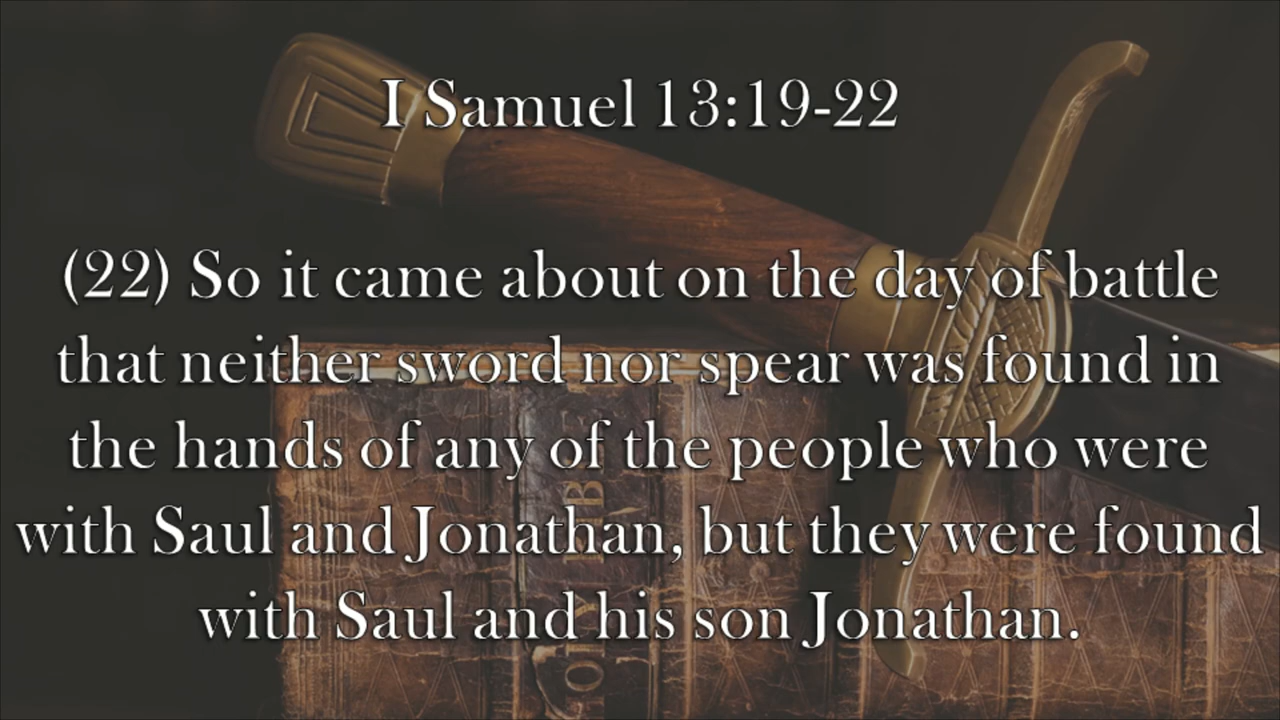 I Samuel 13:19-22
(22) So it came about on the day of battle
that neither sword nor spear was found in
the hands of any of the people who were
with Saul and Jonathan, but they were found
with Saul and his son Jonathan.
HOLY BIBLE